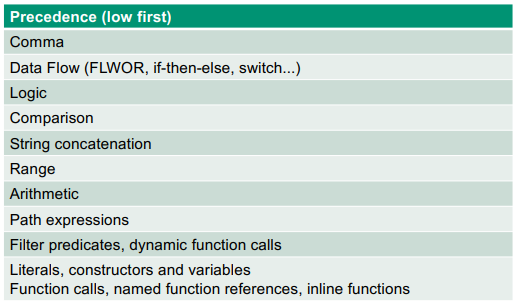 Precedence (low first)
Comma
Data Flow (FLWOR, if-then-else, switch...)
Logic
Comparison
String concatenation
Range
Arithmetic
Path expressions
Filter predicates, dynamic function calls
Literals, constructors and variables
Function calls, named function references, inline functions